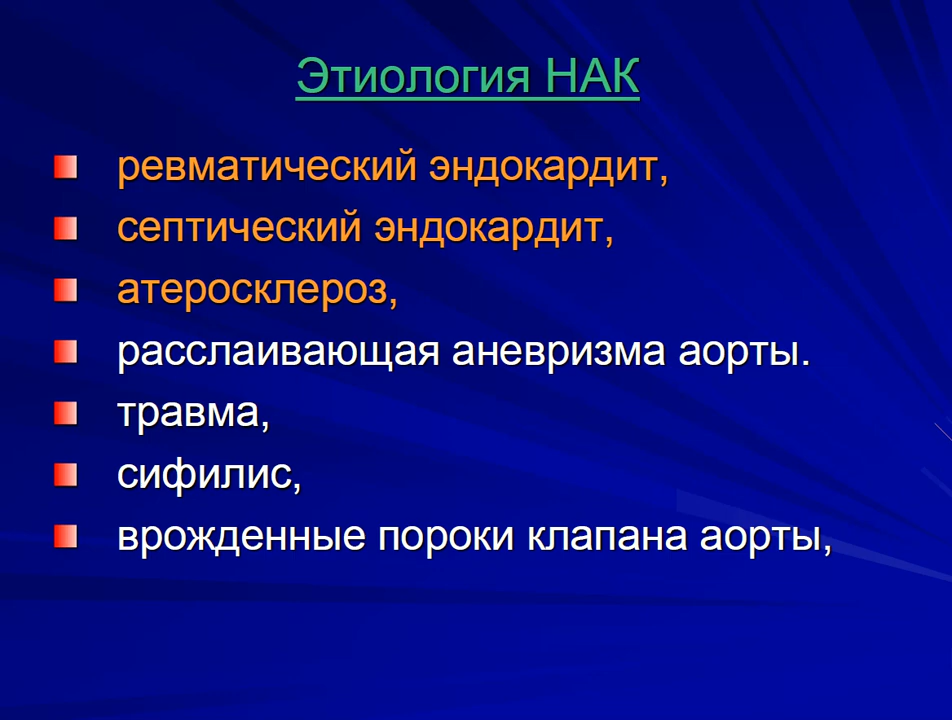 Этиология НАК
ревматический эндокардит,
септический эндокардит,
атеросклероз,
расслаивающая аневризма аорты.
травма,
сифилис,
врожденные пороки клапана аорты,